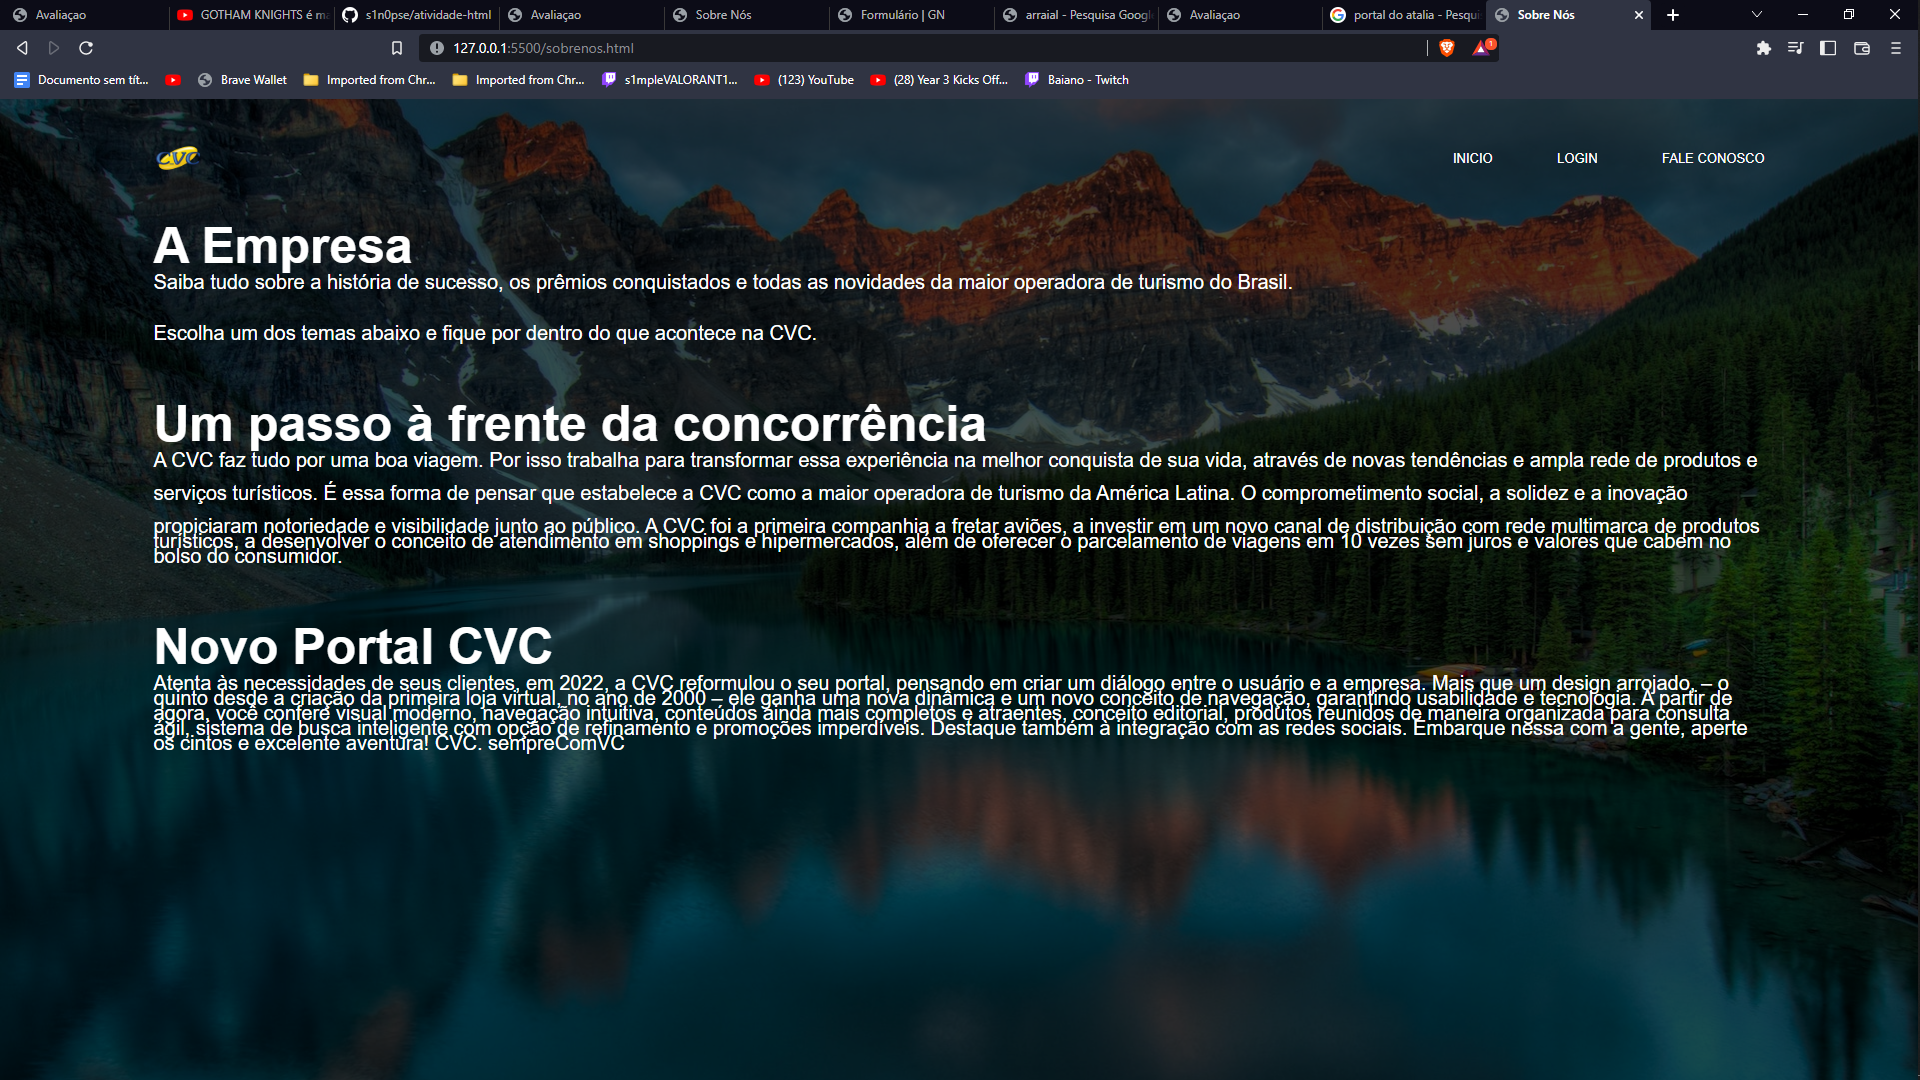 Avaliaçao
GOTHAM KNIGHTS é ma
s1n0pse/atividade-html
Avaliaçao
Sobre Nós
Formulário | GN
arraial - Pesquisa Googl
Avaliaçao
portal do atalia - Pesqui
Sobre Nós
127.0.0.1:5500/sobrenos.html
1
Documento sem tít...
Brave Wallet
Imported from Chr...
Imported from Chr...
s1mpleVALORANT1...
(123) YouTube
(28) Year 3 Kicks Off...
Baiano - Twitch
CVC
INICIO
LOGIN
FALE CONOSCO
A Empresa
Saiba tudo sobre a história de sucesso, os prêmios conquistados e todas as novidades da maior operadora de turismo do Brasil.
Escolha um dos temas abaixo e fique por dentro do que acontece na CVC.
Um passo à frente da concorrência
A CVC faz tudo por uma boa viagem. Por isso trabalha para transformar essa experiência na melhor conquista de sua vida, através de novas tendências e ampla rede de produtos e
serviços turísticos. É essa forma de pensar que estabelece a CVC como a maior operadora de turismo da América Latina. O comprometimento social, a solidez e a inovação
propiciaram notoriedade e visibilidade junto ao público. A CVC foi a primeira companhia a fretar aviões, a investir em um novo canal de distribuição com rede multimarca de produtos
turísticos, a desenvolver o conceito de atendimento em shoppings e hipermercados, além de oferecer o parcelamento de viagens em 10 vezes sem juros e valores que cabem no
bolso do consumidor.
Novo Portal CVC
Atenta às necessidades de seus clientes, em 2022, a CVC reformulou o seu portal, pensando em criar um diálogo entre o usuário e a empresa. Mais que um design arrojado, – o
quinto desde a criação da primeira loja virtual, no ano de 2000 – ele ganha uma nova dinâmica e um novo conceito de navegação, garantindo usabilidade e tecnologia. A partir de
agora, você confere visual moderno, navegação intuitiva, conteúdos ainda mais completos e atraentes, conceito editorial, produtos reunidos de maneira organizada para consulta
ágil, sistema de busca inteligente com opção de refinamento e promoções imperdíveis. Destaque também à integração com as redes sociais. Embarque nessa com a gente, aperte
os cintos e excelente aventura! CVC. sempreComVC